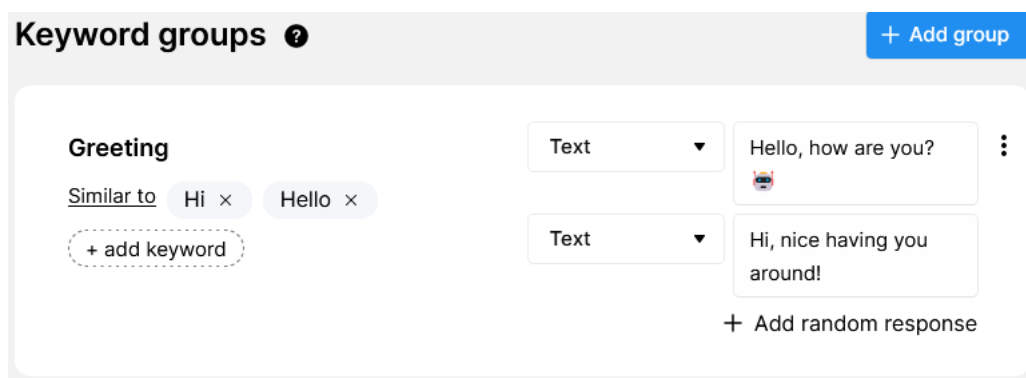 Keyword groups ?
+ Add group
Greeting
Similar to Hi × Hello ×
+ add keyword
Text
Hello, how are you?
🤖
Text
Hi, nice having you
around!
+ Add random response